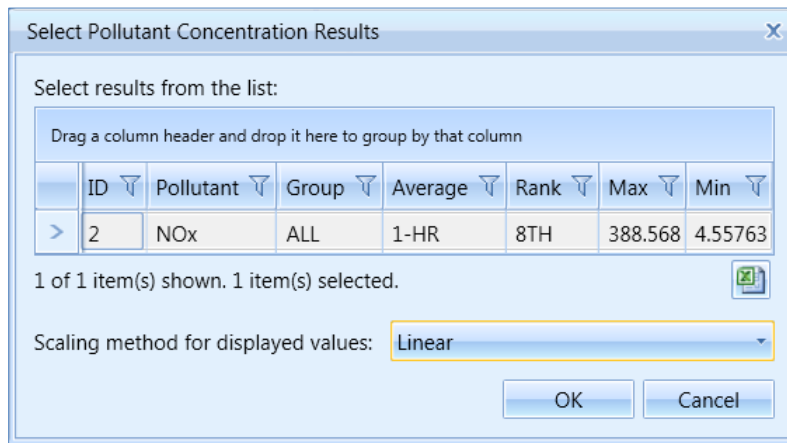 Select Pollutant Concentration Results
Select results from the list:
Drag a column header and drop it here to group by that column
ID Pollutant Group Average Rank Max Min
2 NOx ALL 1-HR 8TH 388.568 4.55763
1 of 1 item(s) shown. 1 item(s) selected.
Scaling method for displayed values: Linear
OK Cancel